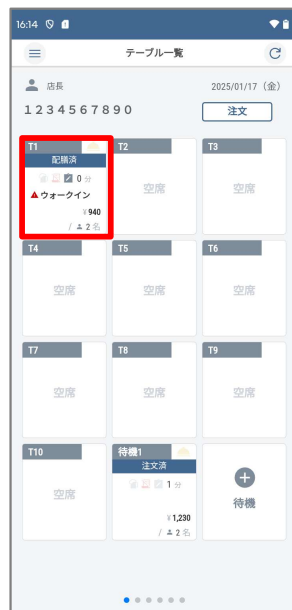 16:14
テーブル一覧
店長
2025/01/17（金）
1234567890
注文
T1
配膳済
0 分
ウォークイン
¥940
/ 2 名
T2
空席
T3
空席
T4
空席
T5
空席
T6
空席
T7
空席
T8
空席
T9
空席
T10
空席
待機1
注文済
1 分
¥1,230
/ 2 名
待機